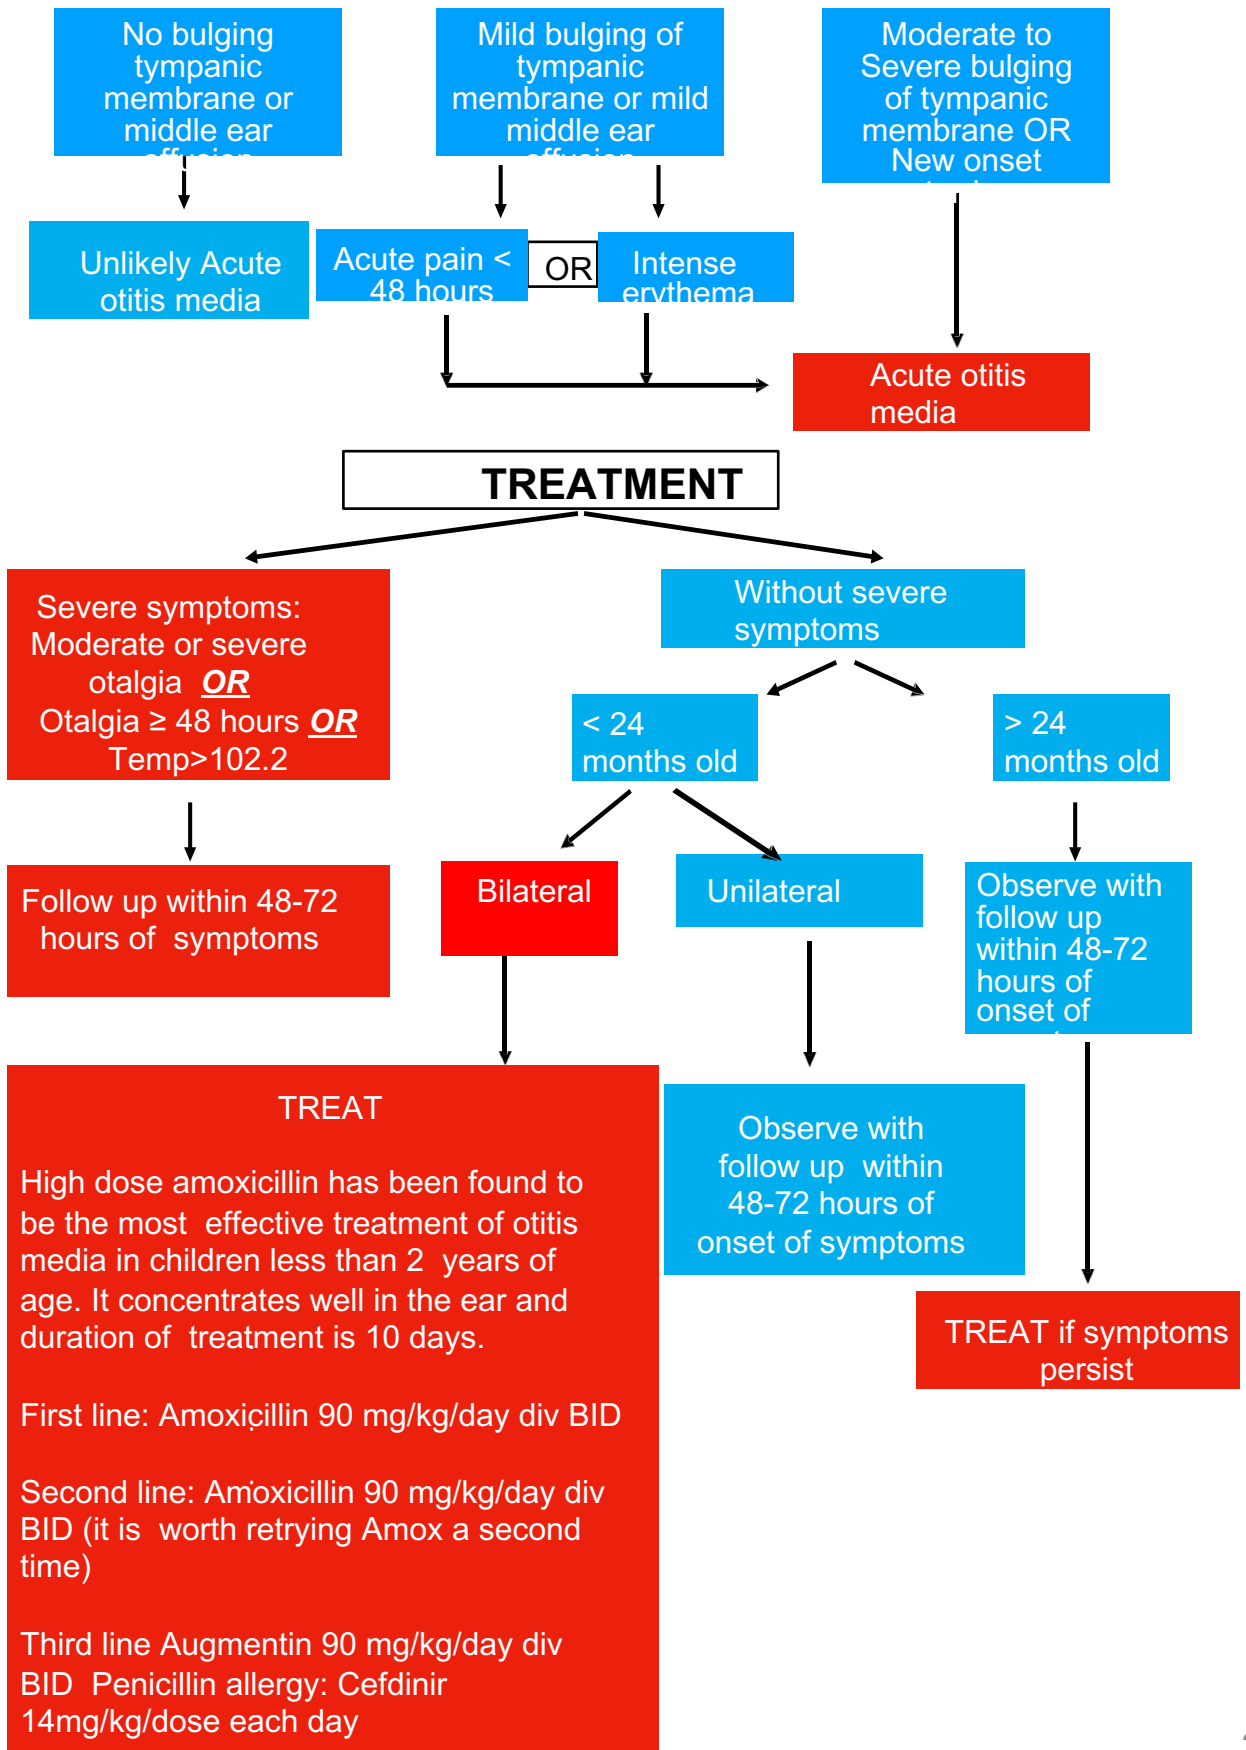 No bulging
tympanic
membrane or
middle ear
effusion
Mild bulging of
tympanic
membrane or mild
middle ear
effusion
Moderate to
Severe bulging
of tympanic
membrane OR
New onset
Unlikely Acute
otitis media
Acute pain <
48 hours
OR
Intense
erythema
Acute otitis
media
TREATMENT
Severe symptoms:
Moderate or severe
otalgia OR
Otalgia ≥ 48 hours OR
Temp>102.2
Without severe
symptoms
< 24
months old
> 24
months old
Follow up within 48-72
hours of symptoms
Bilateral
Unilateral
Observe with
follow up
within 48-72
hours of
onset of
TREAT
High dose amoxicillin has been found to
be the most effective treatment of otitis
media in children less than 2 years of
age. It concentrates well in the ear and
duration of treatment is 10 days.
First line: Amoxicillin 90 mg/kg/day div BID
Second line: Amoxicillin 90 mg/kg/day div
BID (it is worth retrying Amox a second
time)
Third line Augmentin 90 mg/kg/day div
BID Penicillin allergy: Cefdinir
14mg/kg/dose each day
Observe with
follow up within
48-72 hours of
onset of symptoms
TREAT if symptoms
persist